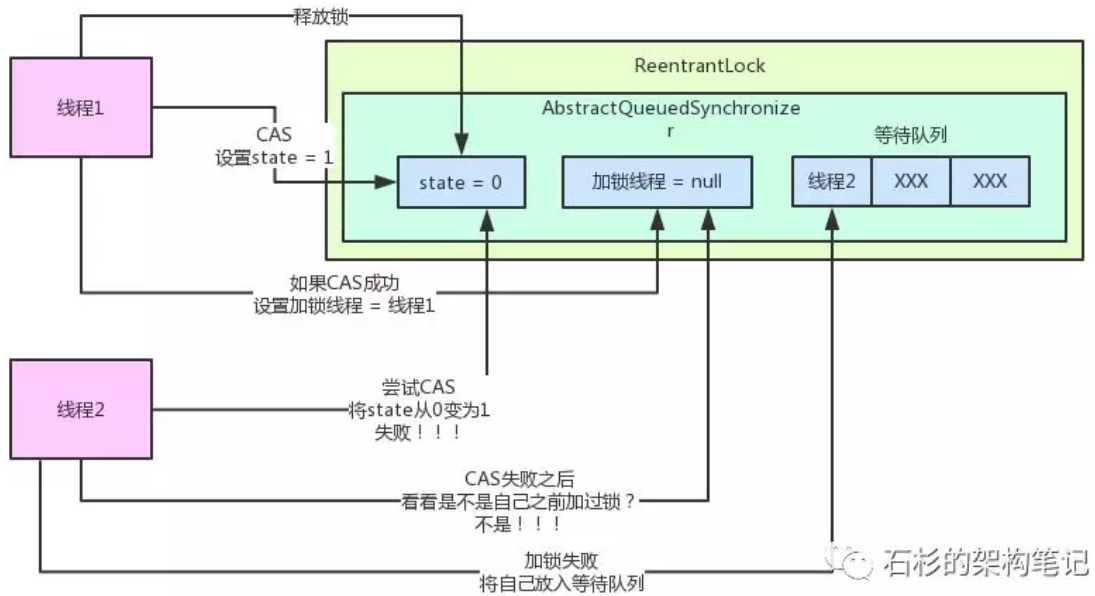 释放锁
ReentrantLock
线程1
AbstractQueuedSynchronize
r
CAS
设置state = 1
等待队列
state = 0
加锁线程 = null
线程2
XXX
XXX
如果CAS成功
设置加锁线程 = 线程1
线程2
尝试CAS
将state从0变为1
失败！！！
CAS失败之后
看看是不是自己之前加过锁？
不是！！！
加锁失败
将自己放入等待队列
石杉的架构笔记